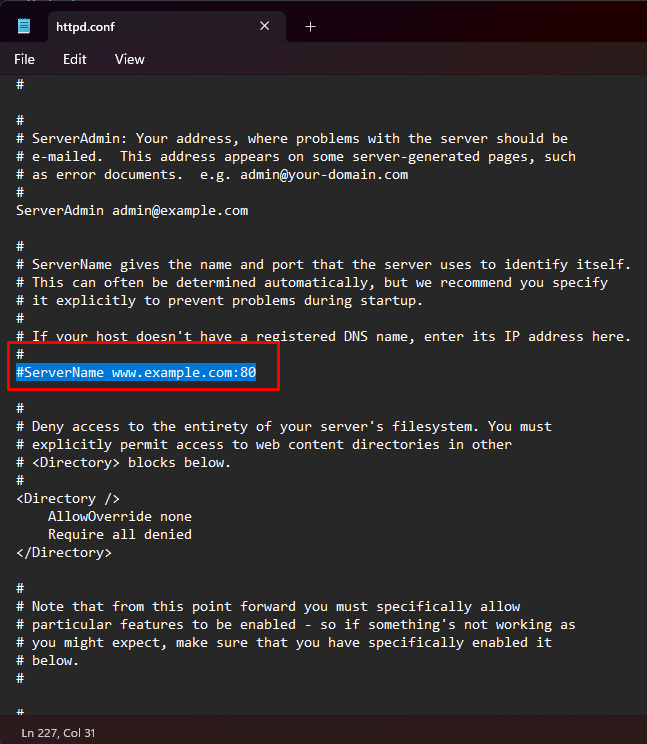 httpd.conf
File Edit View
#
#
# ServerAdmin: Your address, where problems with the server should be
# e-mailed.  This address appears on some server-generated pages, such
# as error documents.  e.g. admin@your-domain.com
#
ServerAdmin admin@example.com
#
# ServerName gives the name and port that the server uses to identify itself.
# This can often be determined automatically, but we recommend you specify
# it explicitly to prevent problems during startup.
#
# If your host doesn't have a registered DNS name, enter its IP address here.
#
#ServerName www.example.com:80
#
# Deny access to the entirety of your server's filesystem. You must
# explicitly permit access to web content directories in other
# <Directory> blocks below.
#
<Directory />
    AllowOverride none
    Require all denied
</Directory>
#
# Note that from this point forward you must specifically allow
# particular features to be enabled - so if something's not working as
# you might expect, make sure that you have specifically enabled it
# below.
#
#
Ln 227, Col 31